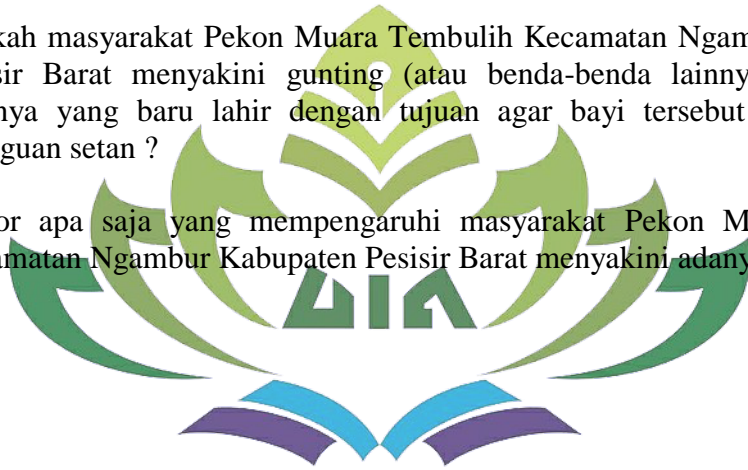 kah masyarakat Pekon Muara Tembulih Kecamatan Ngam
sir Barat menyakini gunting (atau benda-benda lainny
nya yang baru lahir dengan tujuan agar bayi tersebut
guan setan ?
or apa saja yang mempengaruhi masyarakat Pekon M
amatan Ngambur Kabupaten Pesisir Barat menyakini adany
UIN